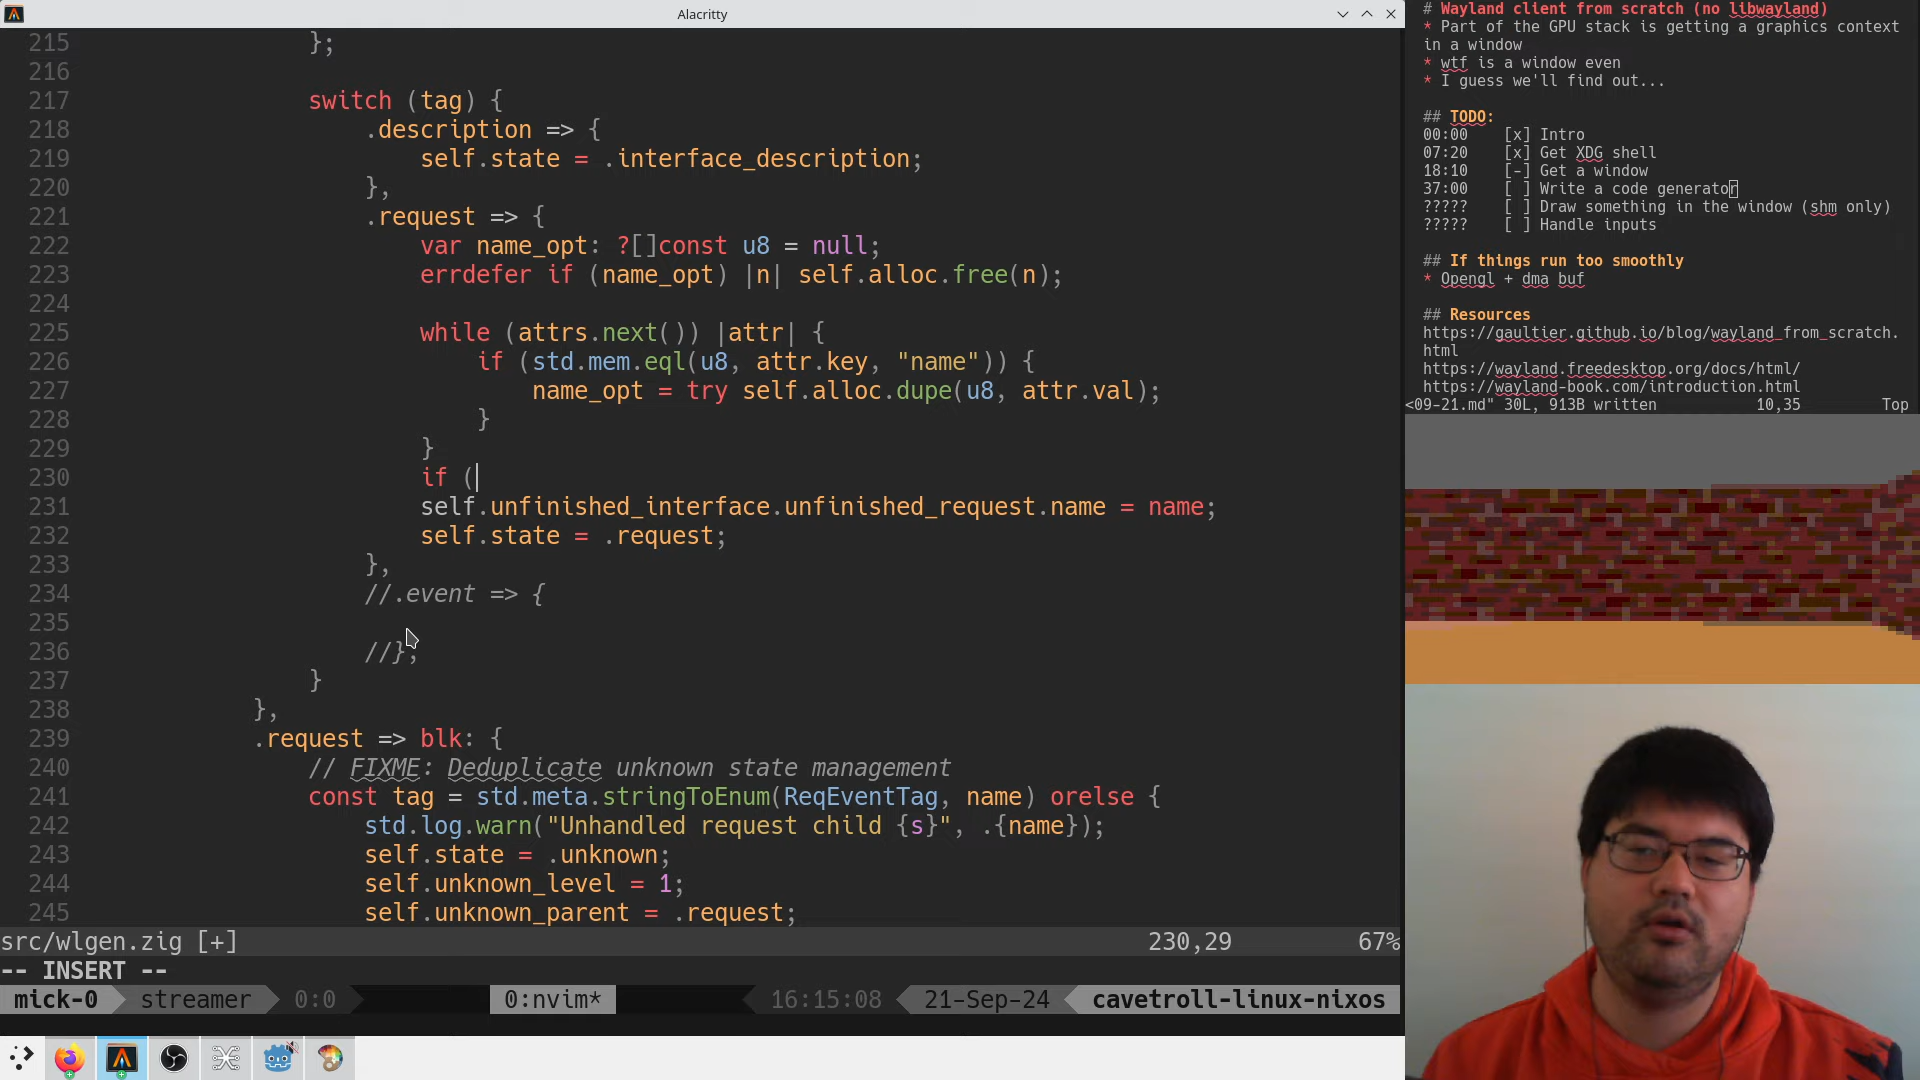 Alacritty
215 };
216
217 switch (tag) {
218 .description => {
219 self.state = .interface_description;
220 },
221 .request => {
222 var name_opt: ?[]const u8 = null;
223 errdefer if (name_opt) |n| self.alloc.free(n);
224
225 while (attrs.next()) |attr| {
226 if (std.mem.eql(u8, attr.key, "name")) {
227 name_opt = try self.alloc.dupe(u8, attr.val);
228 }
229 }
230 if (
231 self.unfinished_interface.unfinished_request.name = name;
232 self.state = .request;
233 },
234 //.event => {
235
236 //},
237 }
238 },
239 .request => blk: {
240 // FIXME: Deduplicate unknown state management
241 const tag = std.meta.stringToEnum(ReqEventTag, name) orelse {
242 std.log.warn("Unhandled request child {s}", .{name});
243 self.state = .unknown;
244 self.unknown_level = 1;
245 self.unknown_parent = .request;
src/wlgen.zig [+] 230,29 67%
-- INSERT --
mick-0 streamer 0:0 0:nvim* 16:15:08 21-Sep-24 cavetroll-linux-nixos
# Wayland client from scratch (no libwayland)
* Part of the GPU stack is getting a graphics context
in a window
* wtf is a window even
* I guess we'll find out...
## TODO:
00:00 [x] Intro
07:20 [x] Get XDG shell
18:10 [-] Get a window
37:00 [ ] Write a code generator
????? [ ] Draw something in the window (shm only)
????? [ ] Handle inputs
## If things run too smoothly
* Opengl + dma buf
## Resources
https://gaultier.github.io/blog/wayland_from_scratch.
html
https://wayland.freedesktop.org/docs/html/
https://wayland-book.com/introduction.html
<09-21.md" 30L, 913B written 10,35 Top